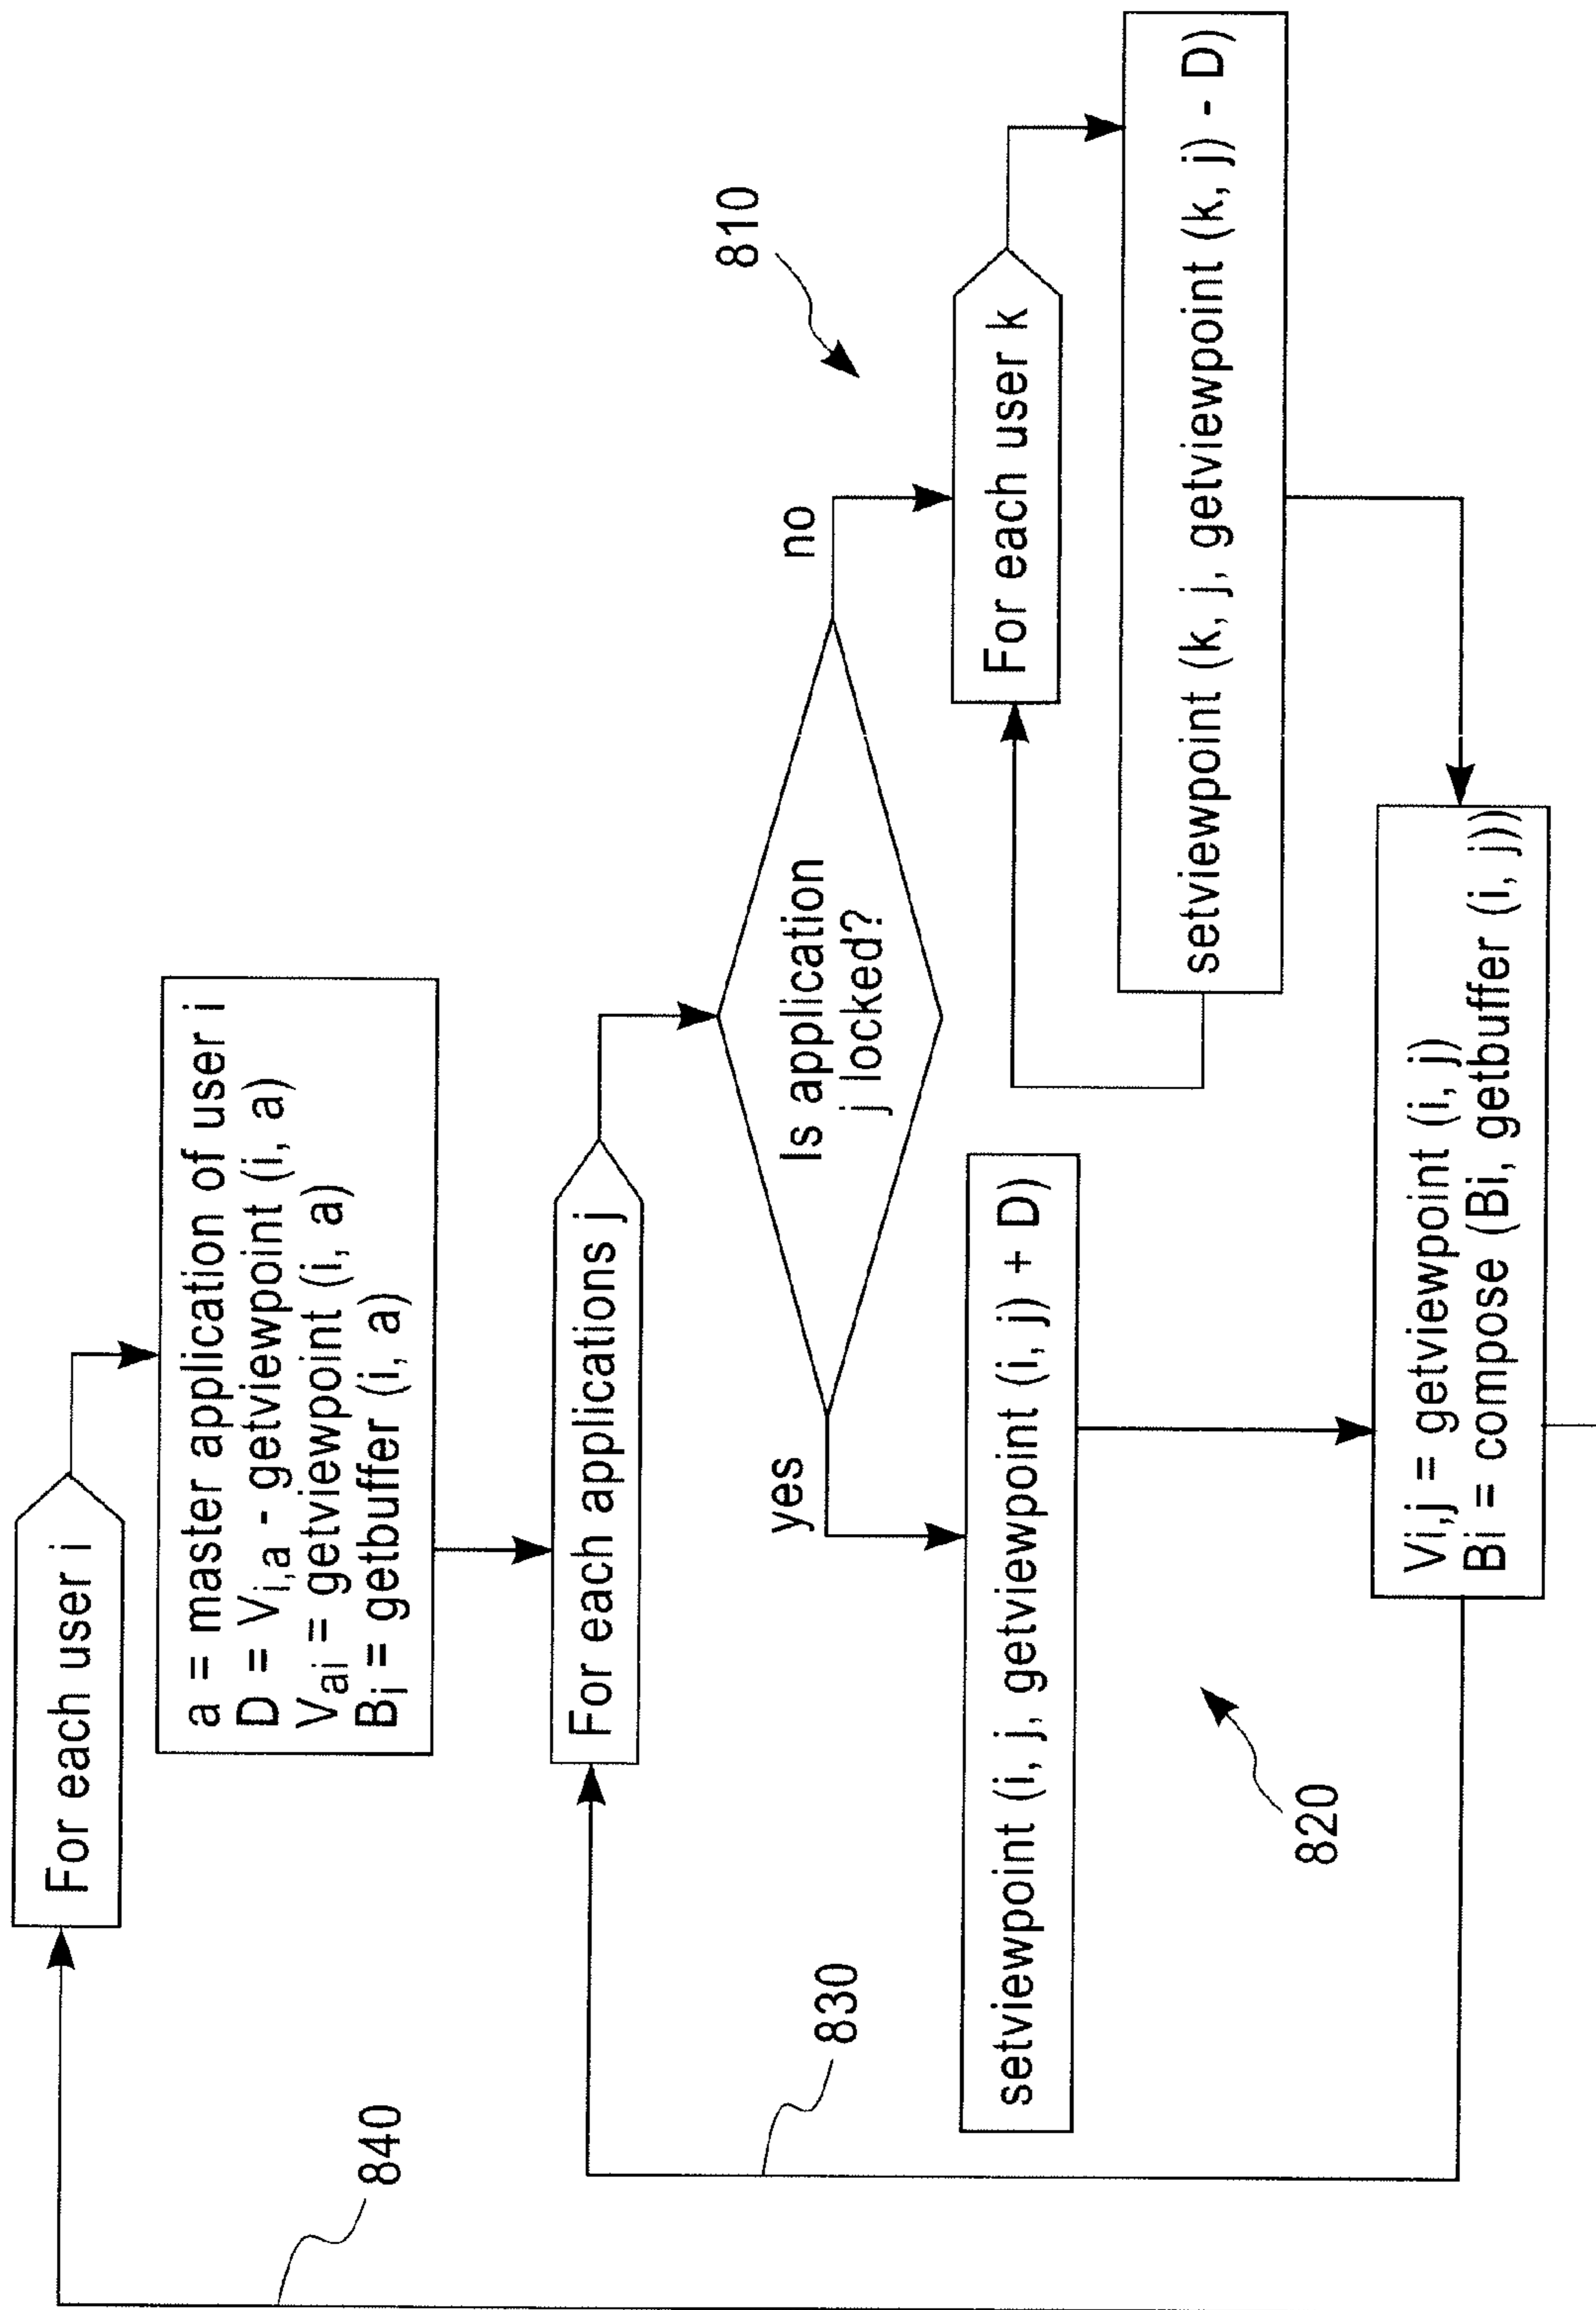 For each user i
a = master application of user i
D = Vi,a - getviewpoint (i, a)
Vai = getviewpoint (i, a)
Bi = getbuffer (i, a)
For each applications j
Is application
j locked?
yes
no
810
For each user k
setviewpoint (k, j, getviewpoint (k, j) - D)
setviewpoint (i, j, getviewpoint (i, j) + D)
820
Vi,j = getviewpoint (i, j)
Bi = compose (Bi, getbuffer (i, j))
830
840